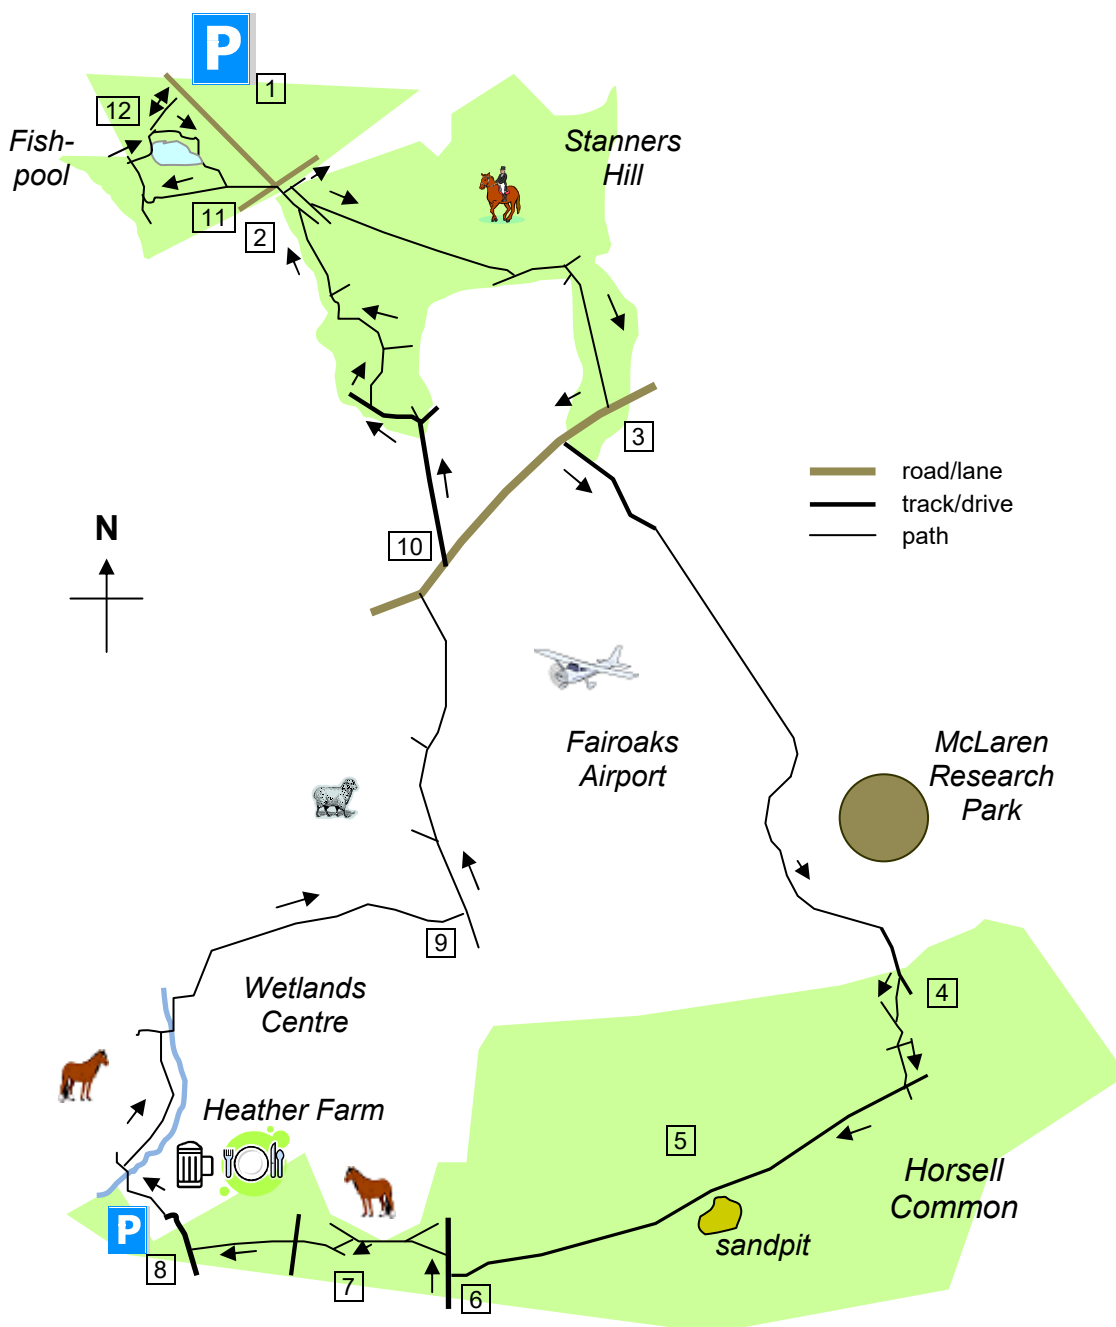 P
1
12
Fish-
pool
Stanners
Hill
11
2
3
road/lane
track/drive
path
N
10
Fairoaks
Airport
McLaren
Research
Park
9
Wetlands
Centre
4
Heather Farm
5
Horsell
Common
sandpit
P
8
7
6